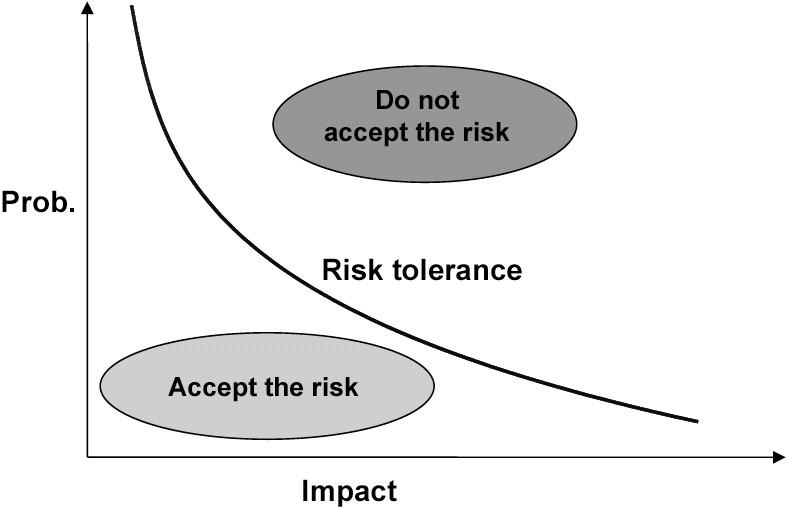 Do not
accept the risk
Prob.
Risk tolerance
Accept the risk
Impact